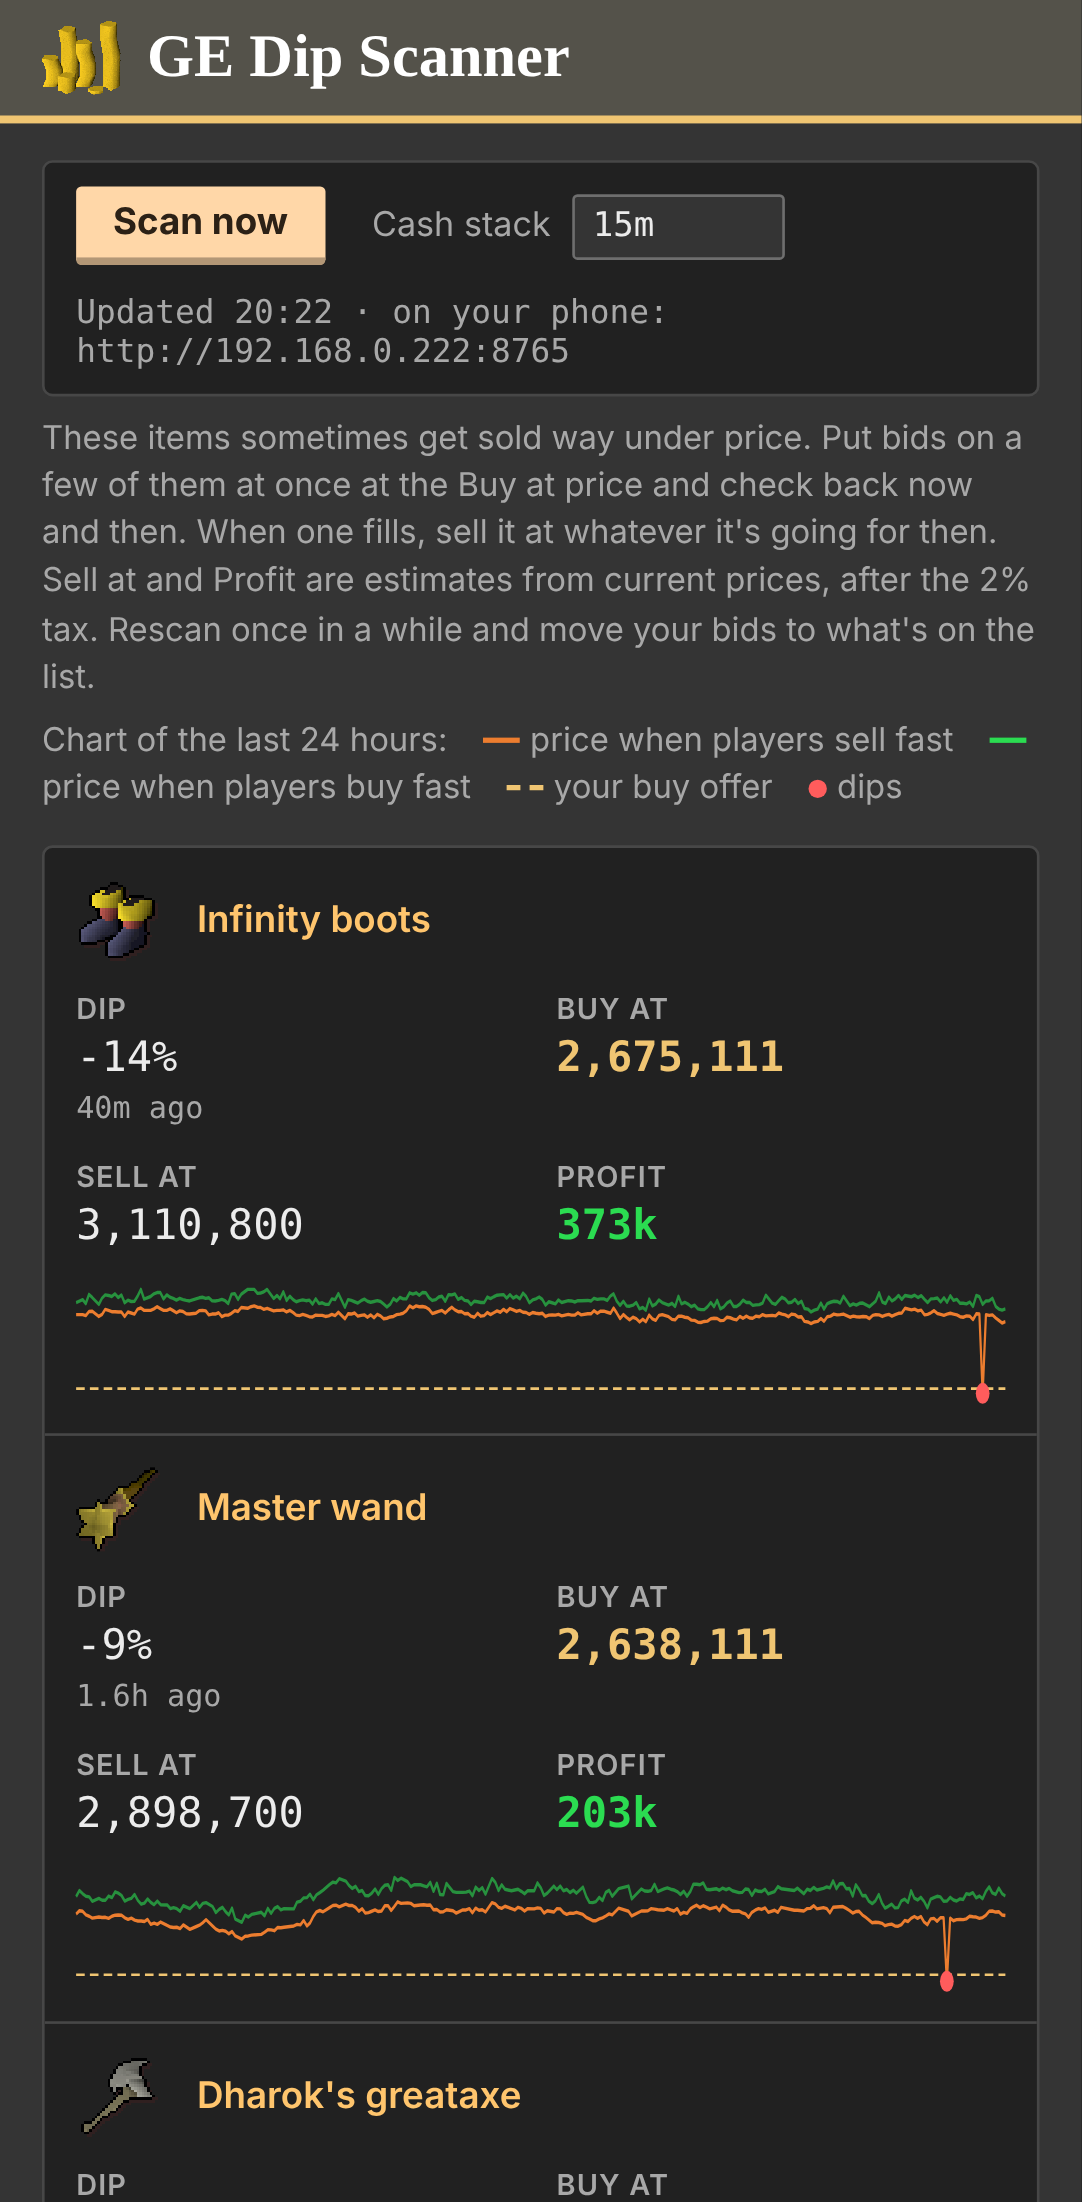 GE Dip Scanner
Scan now
Cash stack
15m
Updated 20:22 · on your phone:
http://192.168.0.222:8765
These items sometimes get sold way under price. Put bids on a
few of them at once at the Buy at price and check back now
and then. When one fills, sell it at whatever it's going for then.
Sell at and Profit are estimates from current prices, after the 2%
tax. Rescan once in a while and move your bids to what's on the
list.
Chart of the last 24 hours: price when players sell fast
price when players buy fast your buy offer dips
Infinity boots
DIP BUY AT
-14% 2,675,111
40m ago
SELL AT PROFIT
3,110,800 373k
Master wand
DIP BUY AT
-9% 2,638,111
1.6h ago
SELL AT PROFIT
2,898,700 203k
Dharok's greataxe
DIP BUY AT